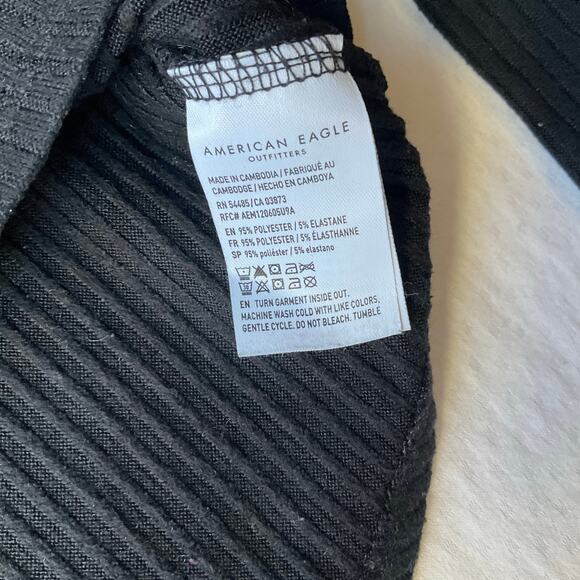 AMERICAN EAGLE
OUTFITTERS
MADE IN CAMBODIA / FABRIQUÉ AU
CAMBODGE / HECHO EN CAMBOYA
RN 54485/CA 03873
RFC# AEM120605U9A
EN 95% POLYESTER / 5% ELASTANE
FR 95% POLYESTER / 5% ÉLASTHANNE
SP 95% poliéster / 5% elastano
EN TURN GARMENT INSIDE OUT.
MACHINE WASH COLD WITH LIKE COLORS,
GENTLE CYCLE. DO NOT BLEACH. TUMBLE